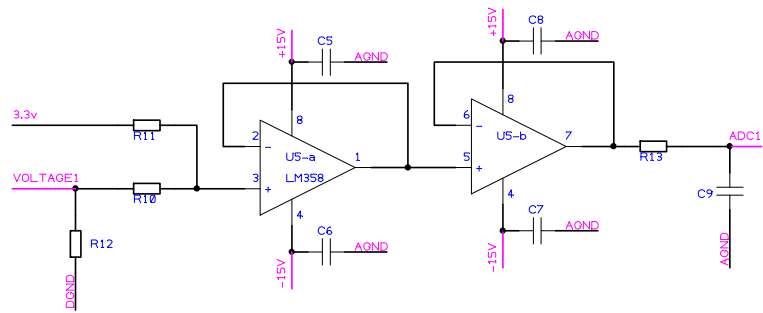 C8
+15V
AGND
C5
+15V
AGND
8
6
7
U5-b
5
4
3.3v
R11
8
2
1
U5-a
LM358
3
4
VOLTAGE1
R10
R12
DGND
C6
AGND
-15V
C7
AGND
-15V
R13
ADC1
C9
AGND